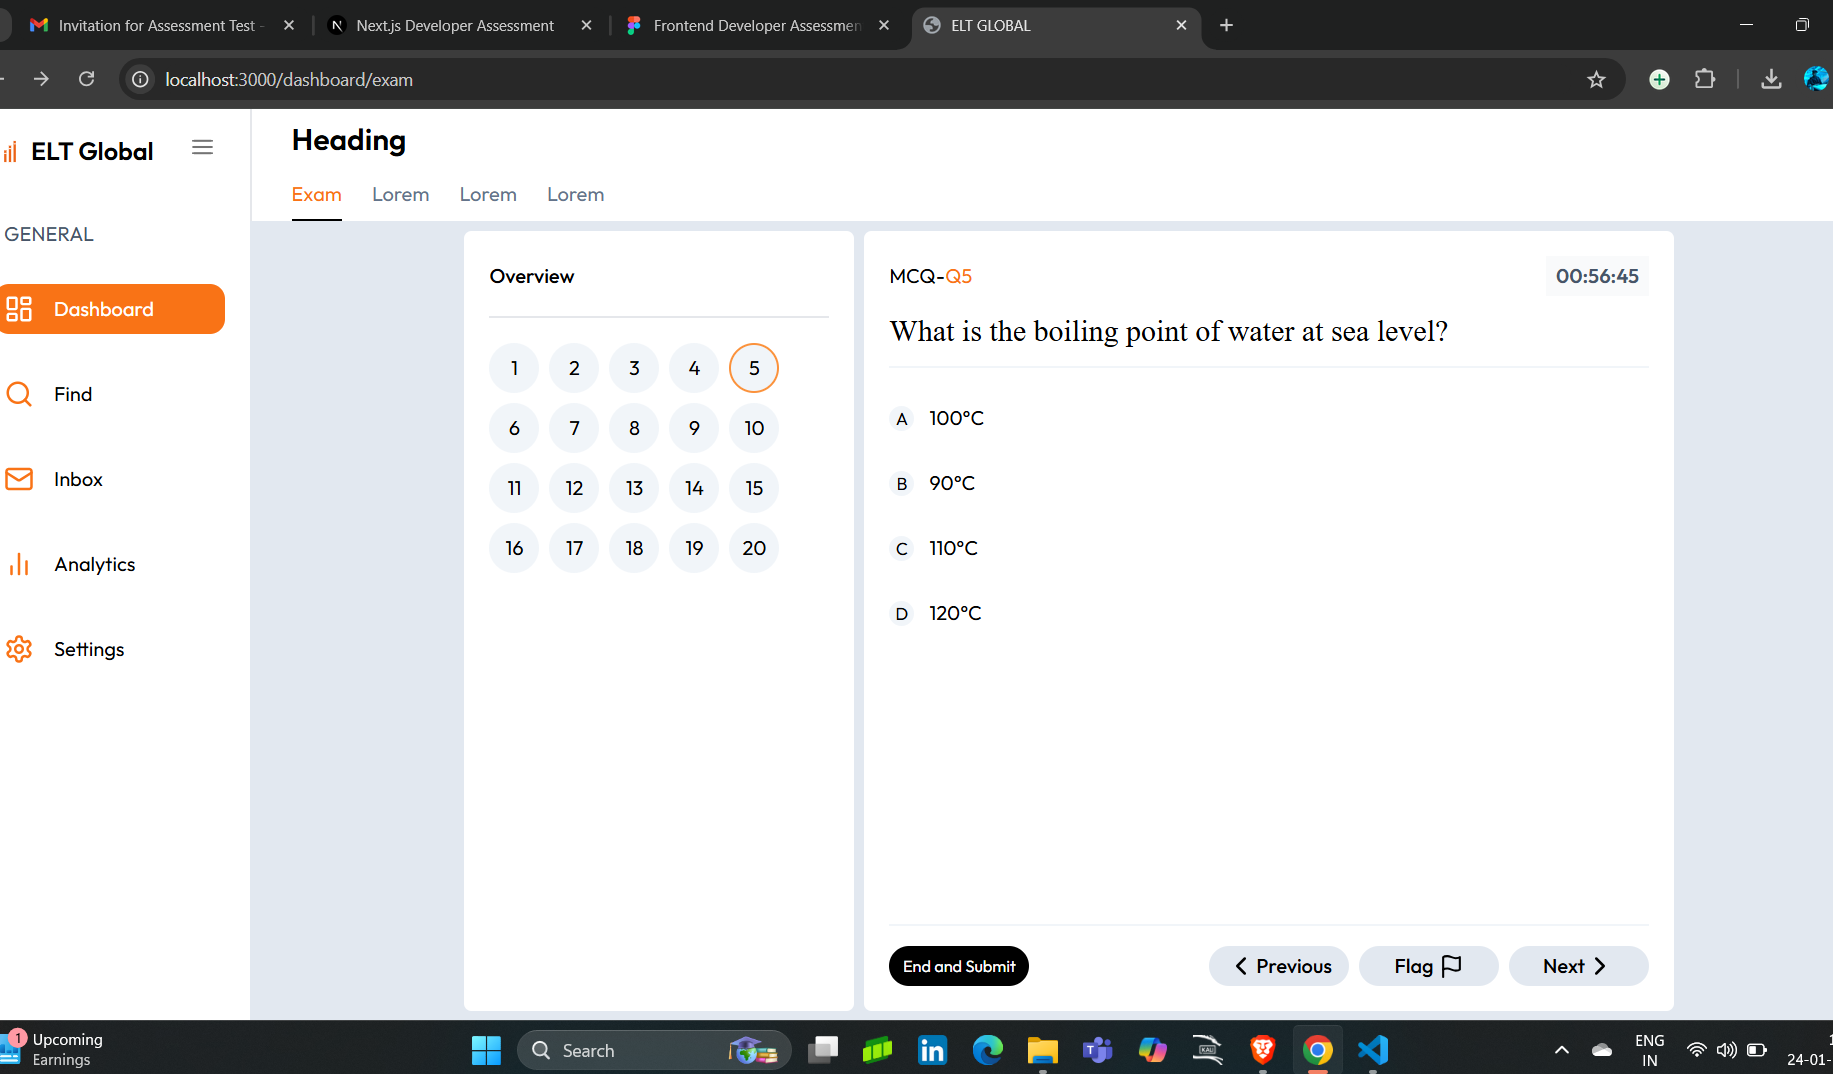 Invitation for Assessment Test -
Next.js Developer Assessment
Frontend Developer Assessmen
ELT GLOBAL
localhost:3000/dashboard/exam
ELT Global
GENERAL
Dashboard
Find
Inbox
Analytics
Settings
Heading
Exam Lorem Lorem Lorem
Overview
1 2 3 4 5
6 7 8 9 10
11 12 13 14 15
16 17 18 19 20
MCQ-Q5
00:56:45
What is the boiling point of water at sea level?
A 100°C
B 90°C
C 110°C
D 120°C
End and Submit
Previous
Flag
Next
1
Upcoming
Earnings
Search
ENG
IN
24-01-